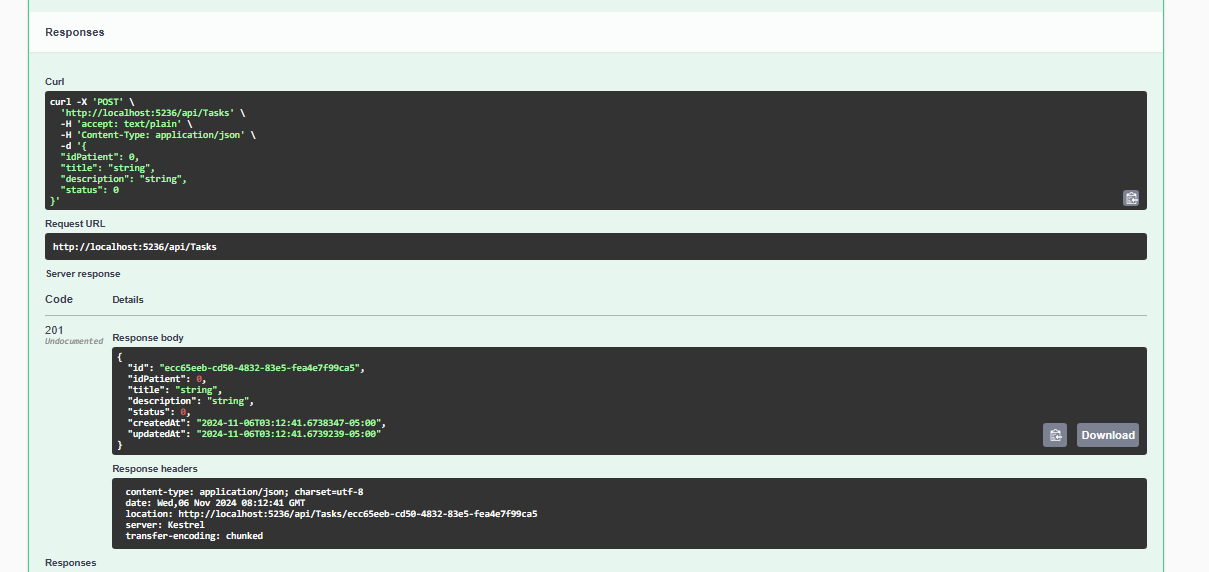 Responses
Curl
curl -X 'POST' \
  'http://localhost:5236/api/Tasks' \
  -H 'accept: text/plain' \
  -H 'Content-Type: application/json' \
  -d '{
  "idPatient": 0,
  "title": "string",
  "description": "string",
  "status": 0
}'
Request URL
http://localhost:5236/api/Tasks
Server response
Code Details
201
Undocumented
Response body
{
  "id": "ecc65eeb-cd50-4832-83e5-fea4e7f99ca5",
  "idPatient": 0,
  "title": "string",
  "description": "string",
  "status": 0,
  "createdAt": "2024-11-06T03:12:41.6738347-05:00",
  "updatedAt": "2024-11-06T03:12:41.6739239-05:00"
}
Download
Response headers
content-type: application/json; charset=utf-8
date: Wed,06 Nov 2024 08:12:41 GMT
location: http://localhost:5236/api/Tasks/ecc65eeb-cd50-4832-83e5-fea4e7f99ca5
server: Kestrel
transfer-encoding: chunked
Responses